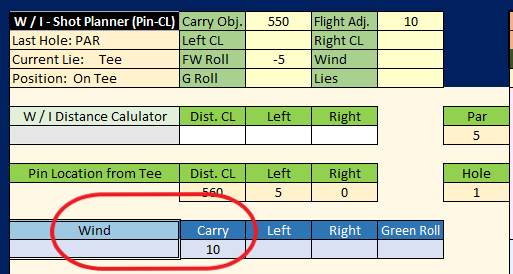 W / I - Shot Planner (Pin-CL) Carry Obj. 550 Flight Adj. 10
Last Hole: PAR Left CL Right CL
Current Lie: Tee FW Roll -5 Wind
Position: On Tee G Roll Lies
W / I Distance Calulator Dist. CL Left Right Par
5
Pin Location from Tee Dist. CL Left Right Hole
560 5 0 1
Wind Carry Left Right Green Roll
10